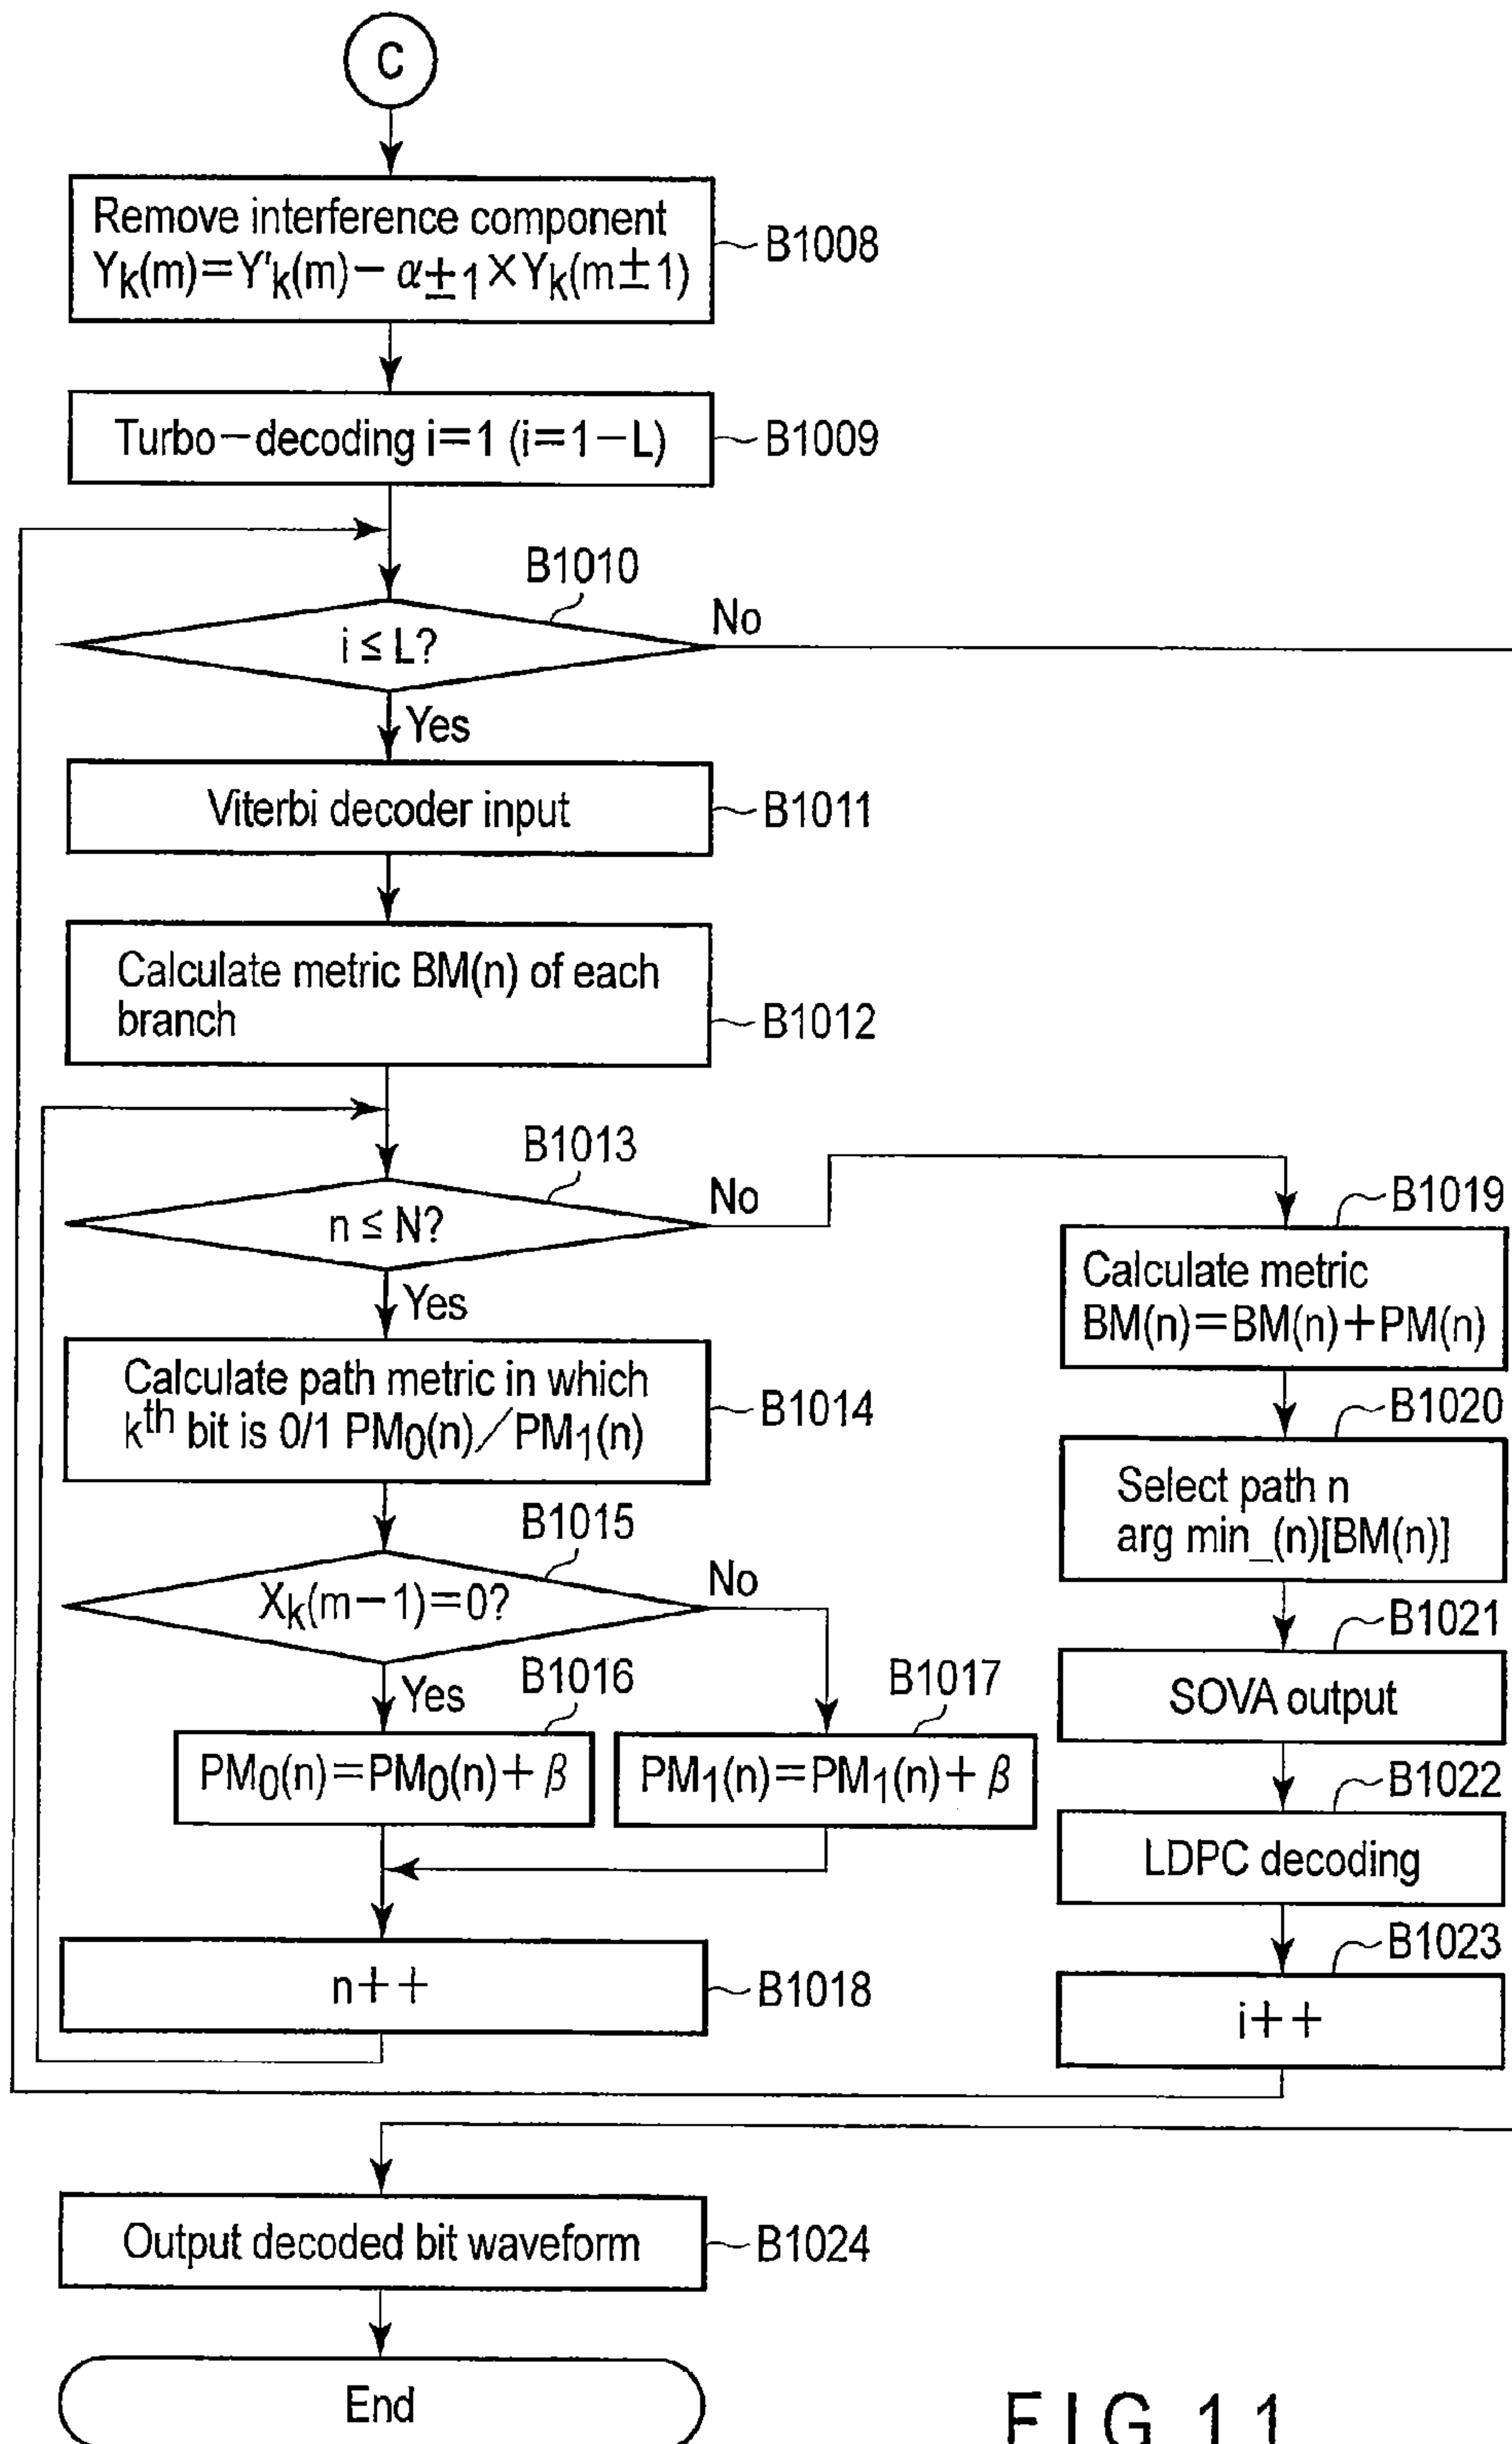 C
Remove interference component
Yk(m)=Y'k(m)− α±1×Yk(m±1)
B1008
Turbo−decoding i=1 (i=1−L)
B1009
B1010
i ≤ L?
No
Yes
Viterbi decoder input
B1011
Calculate metric BM(n) of each
branch
B1012
B1013
n ≤ N?
No
Yes
Calculate path metric in which
kth bit is 0/1 PM0(n)/PM1(n)
B1014
B1015
Xk(m−1)=0?
No
Yes
B1016
PM0(n)=PM0(n)+β
B1017
PM1(n)=PM1(n)+β
n++
B1018
B1019
Calculate metric
BM(n)=BM(n)+PM(n)
B1020
Select path n
arg min_(n)[BM(n)]
B1021
SOVA output
B1022
LDPC decoding
B1023
i++
Output decoded bit waveform
B1024
End
FIG 11